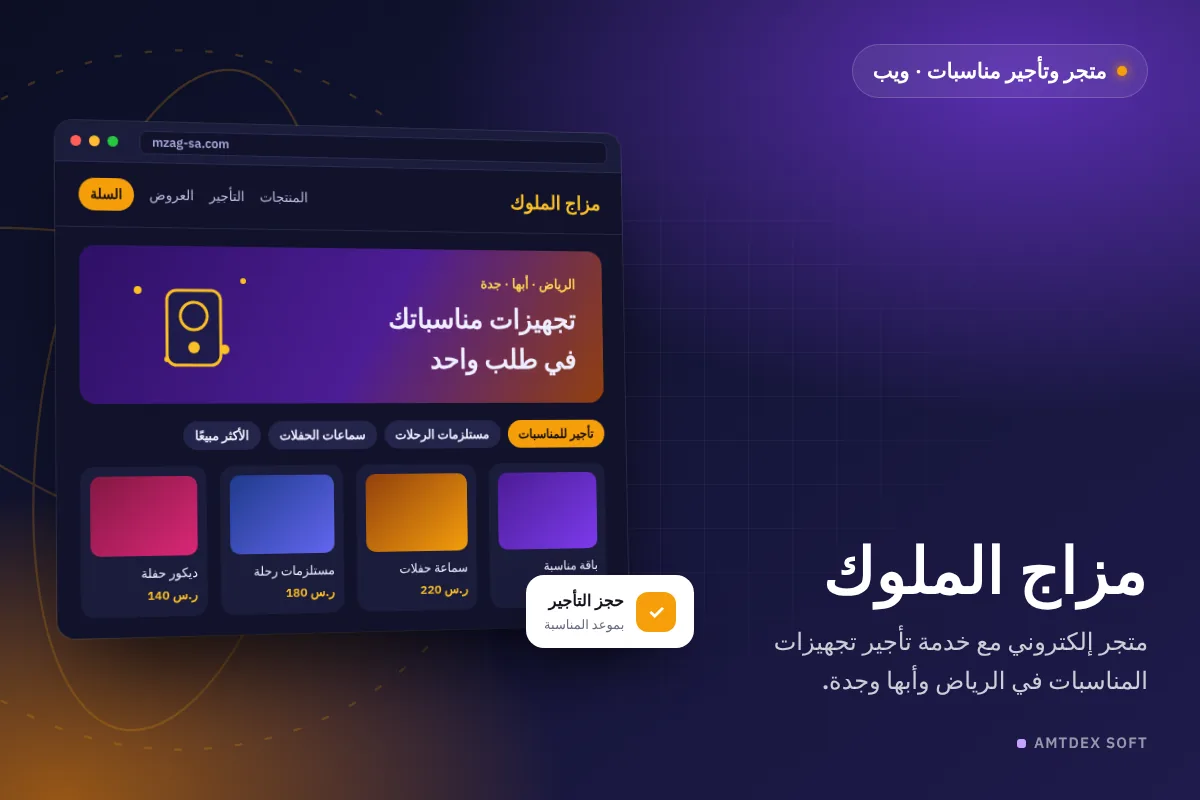 متجر وتأجير مناسبات · ويب
mzag-sa.com
مزاج الملوك
المنتجات
التأجير
العروض
السلة
الرياض · أبها · جدة
تجهيزات مناسباتك
في طلب واحد
تأجير للمناسبات
مستلزمات الرحلات
سماعات الحفلات
الأكثر مبيعًا
باقة مناسبة
سماعة حفلات
220 ر.س
مستلزمات رحلة
180 ر.س
ديكور حفلة
140 ر.س
حجز التأجير
بموعد المناسبة
مزاج الملوك
متجر إلكتروني مع خدمة تأجير تجهيزات
المناسبات في الرياض وأبها وجدة.
AMTDEX SOFT